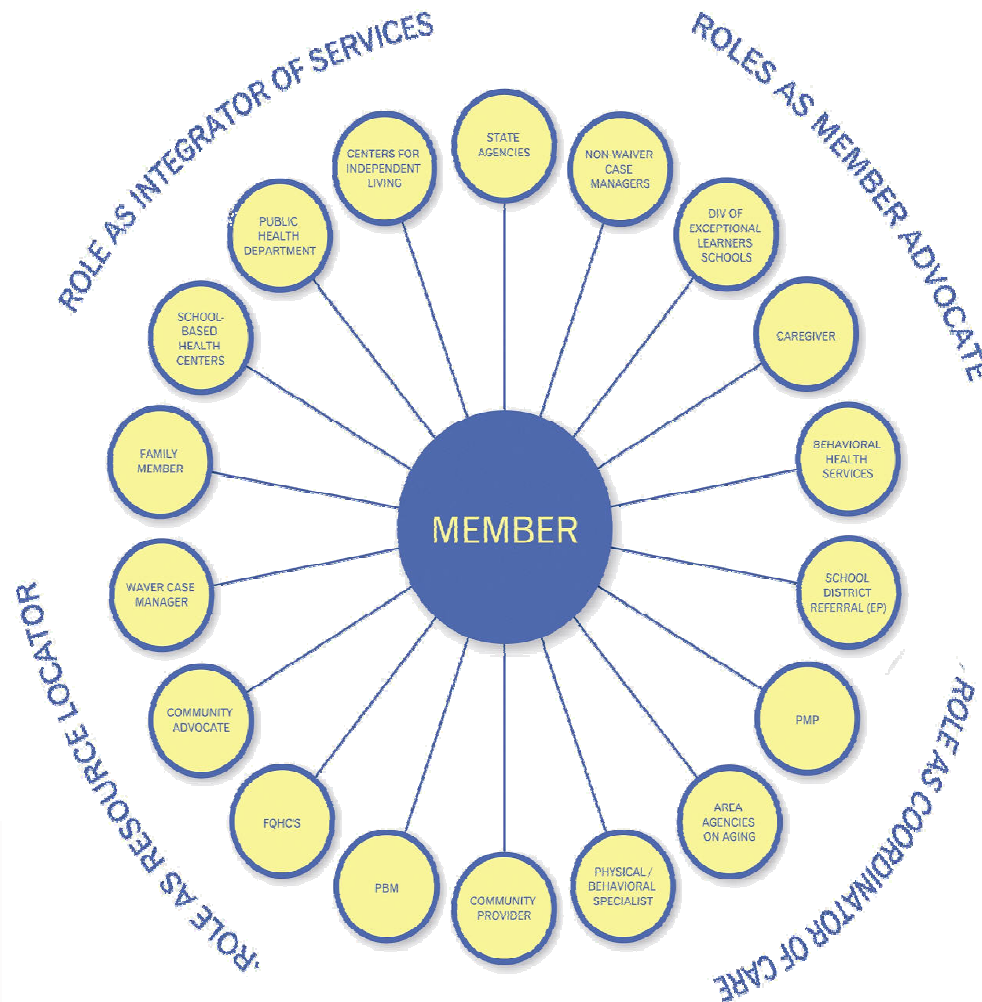 ROLE AS INTEGRATOR OF SERVICES
ROLES AS MEMBER ADVOCATE
STATE
AGENCIES
NON-WAIVER
CASE
MANAGERS
DIV OF
EXCEPTIONAL
LEARNERS
SCHOOLS
CAREGIVER
BEHAVIORAL
HEALTH
SERVICES
SCHOOL
DISTRICT
REFERRAL (EP)
PMP
AREA
AGENCIES
ON AGING
PHYSICAL /
BEHAVIORAL
SPECIALIST
COMMUNITY
PROVIDER
PBM
FQHC'S
COMMUNITY
ADVOCATE
WAVER CASE
MANAGER
FAMILY
MEMBER
SCHOOL-
BASED
HEALTH
CENTERS
PUBLIC
HEALTH
DEPARTMENT
CENTERS FOR
INDEPENDENT
LIVING
MEMBER
ROLE AS RESOURCE LOCATOR
ROLE AS COORDINATOR OF CARE